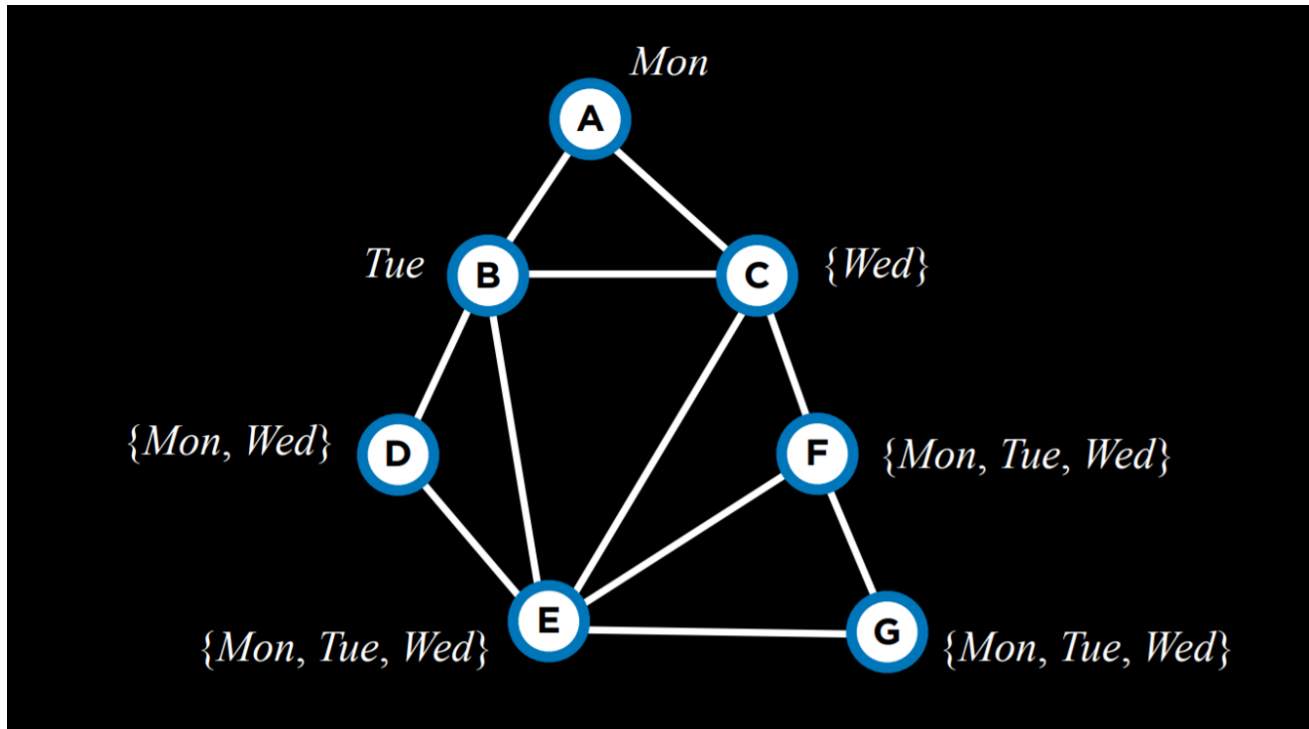 Mon
A
Tue
B
C
{Wed}
{Mon, Wed}
D
F
{Mon, Tue, Wed}
E
{Mon, Tue, Wed}
G
{Mon, Tue, Wed}